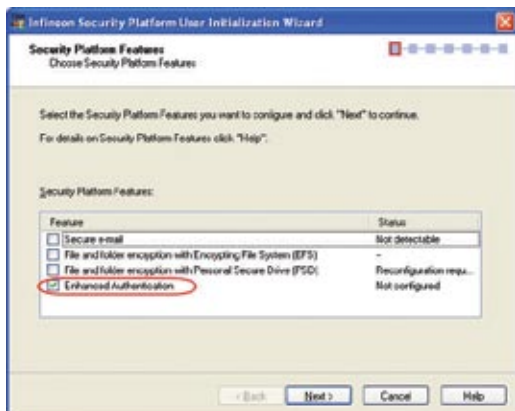 Infineon Security Platform User Initialization Wizard
Security Platform Features
Choose Security Platform Features
Select the Security Platform Features you want to configure and click "Next" to continue.
For details on Security Platform Features click "Help".
Security Platform Features:
Feature Status
Secure e-mail Not detectable
File and folder encryption with Encrypting File System (EFS) -
File and folder encryption with Personal Secure Drive (PSD) Reconfiguration requ...
Enhanced Authentication Not configured
< Back Next > Cancel Help